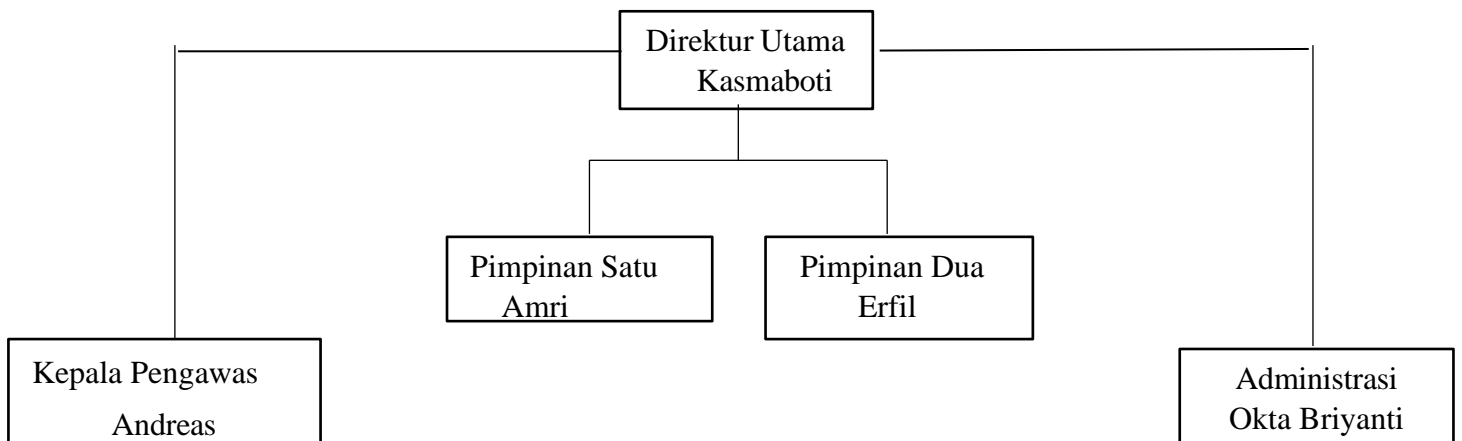 Direktur Utama
Kasmaboti
Pimpinan Satu
Amri
Pimpinan Dua
Erfil
Kepala Pengawas
Andreas
Administrasi
Okta Briyanti